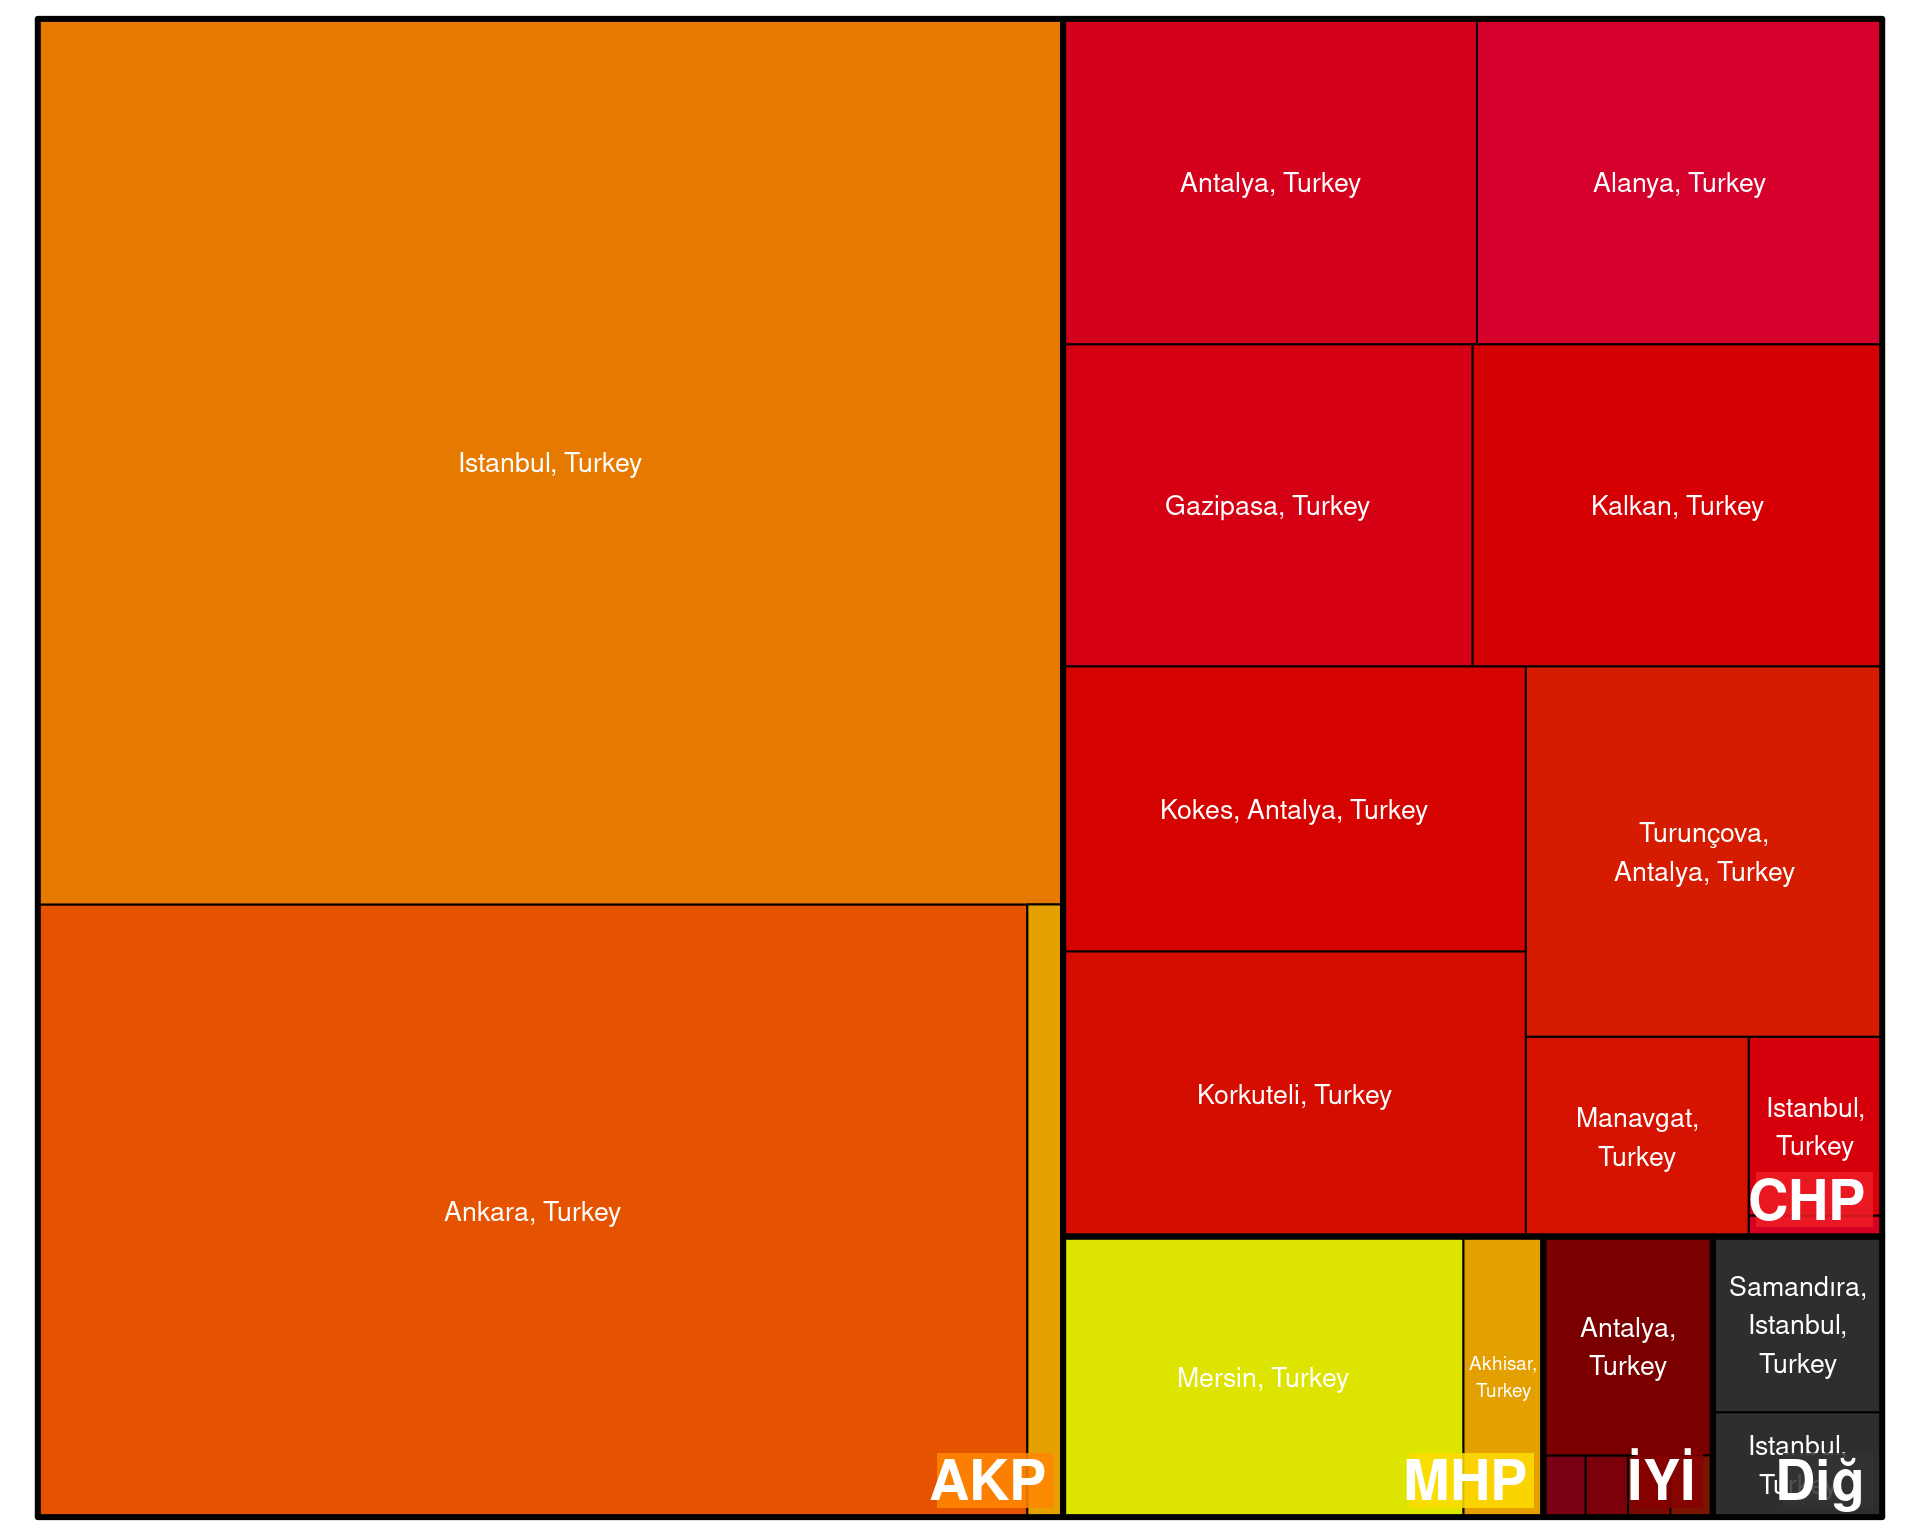 Istanbul, Turkey
Ankara, Turkey
AKP
Antalya, Turkey
Alanya, Turkey
Gazipasa, Turkey
Kalkan, Turkey
Kokes, Antalya, Turkey
Turunçova,
Antalya, Turkey
Korkuteli, Turkey
Manavgat,
Turkey
Istanbul,
Turkey
CHP
Mersin, Turkey
Akhisar,
Turkey
MHP
Antalya,
Turkey
İYİ
Samandıra,
Istanbul,
Turkey
Istanbul,
Turkey
Diğ